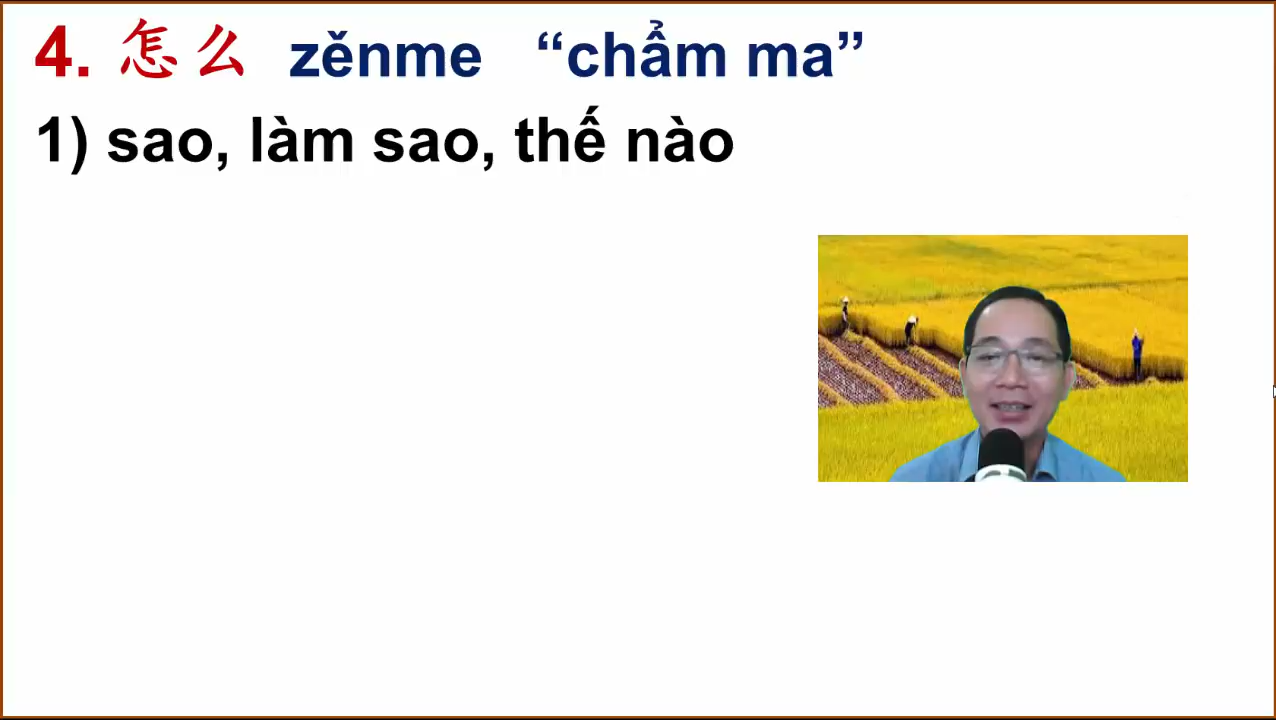 4. 怎么 zěnme “chẩm ma”
1) sao, làm sao, thế nào